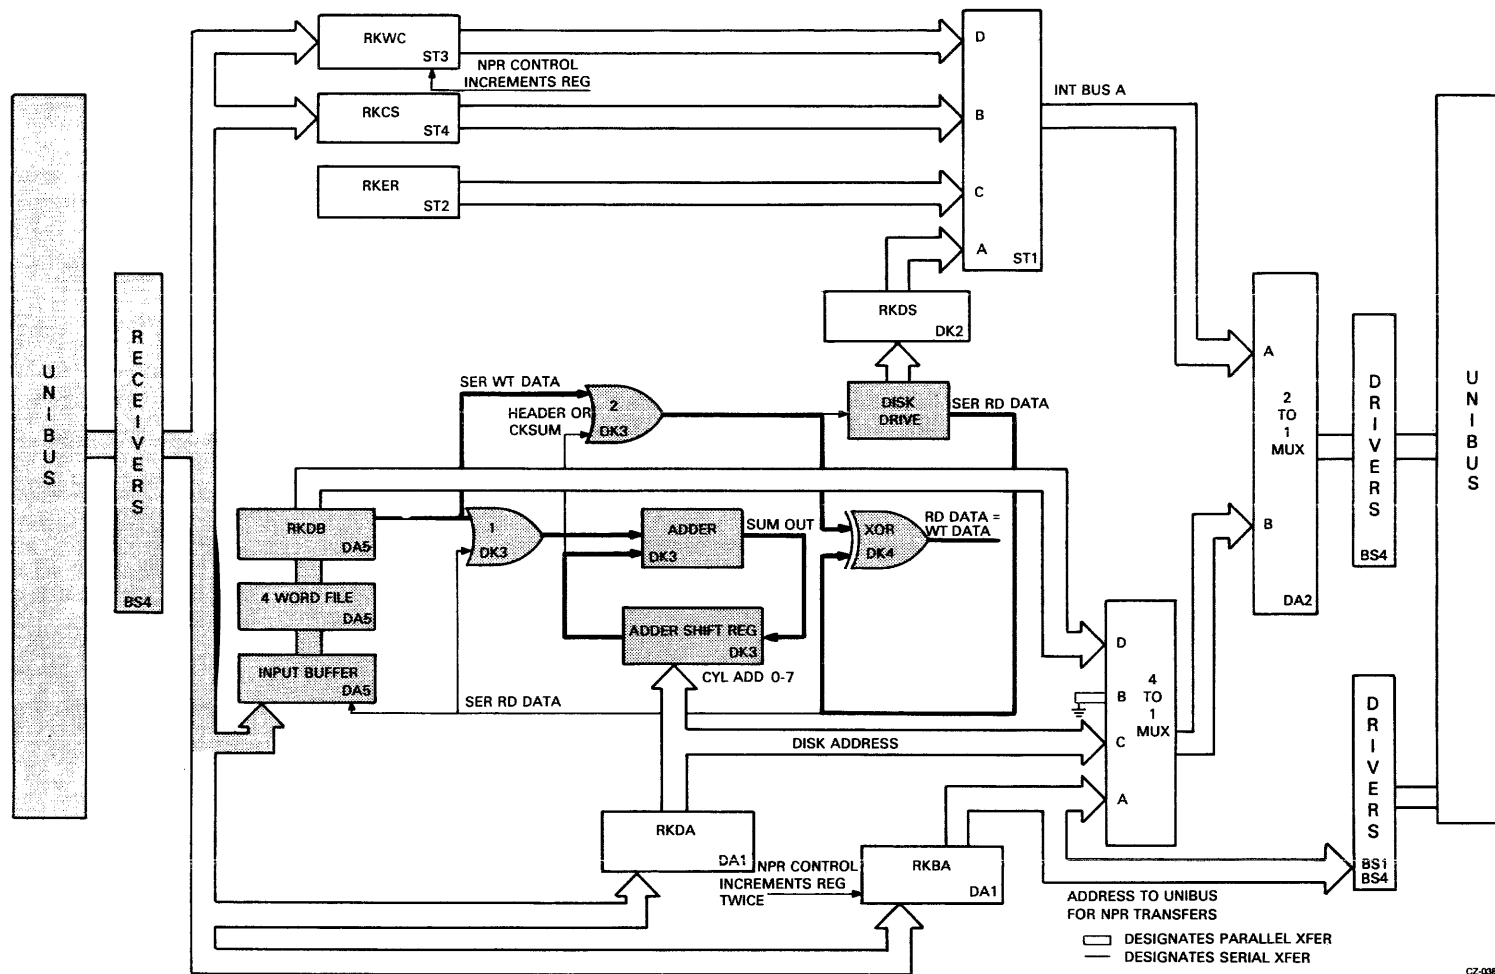 RKWC
ST3
NPR CONTROL
INCREMENTS REG
RKCS
ST4
RKER
ST2
D
B
C
A
ST1
INT BUS A
RKDS
DK2
UNIBUS
RECEIVERS
BS4
SER WT DATA
HEADER OR
CKSUM
2
DK3
DISK
DRIVE
SER RD DATA
A
B
2
TO
1
MUX
DA2
DRIVERS
BS4
UNIBUS
RKDB
DA5
1
DK3
ADDER
DK3
SUM OUT
XOR
DK4
RD DATA =
WT DATA
4 WORD FILE
DA5
ADDER SHIFT REG
DK3
INPUT BUFFER
DA5
CYL ADD 0-7
SER RD DATA
DISK ADDRESS
D
B
C
A
4
TO
1
MUX
DRIVERS
BS1
BS4
RKDA
DA1
NPR CONTROL
INCREMENTS REG
TWICE
RKBA
DA1
ADDRESS TO UNIBUS
FOR NPR TRANSFERS
DESIGNATES PARALLEL XFER
DESIGNATES SERIAL XFER